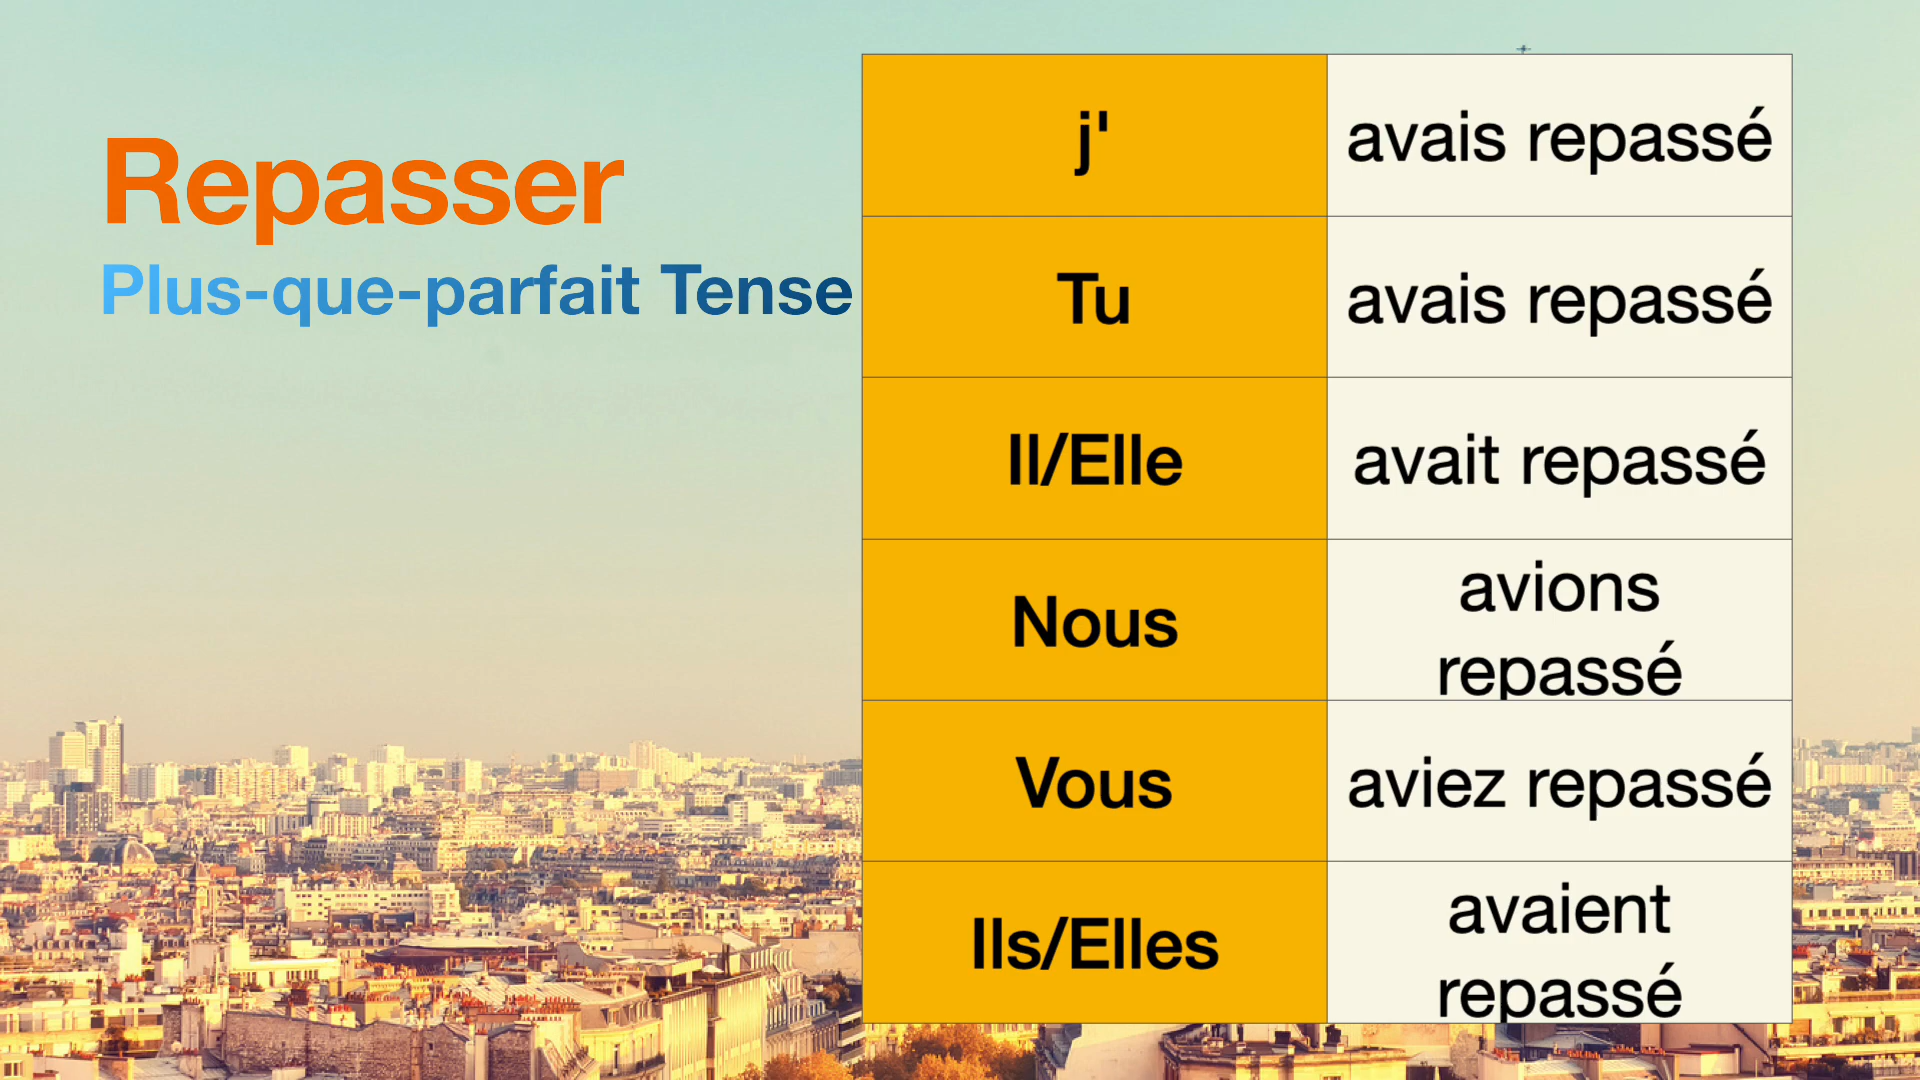 Repasser
Plus-que-parfait Tense
j' avais repassé
Tu avais repassé
Il/Elle avait repassé
Nous avions
repassé
Vous aviez repassé
Ils/Elles avaient
repassé